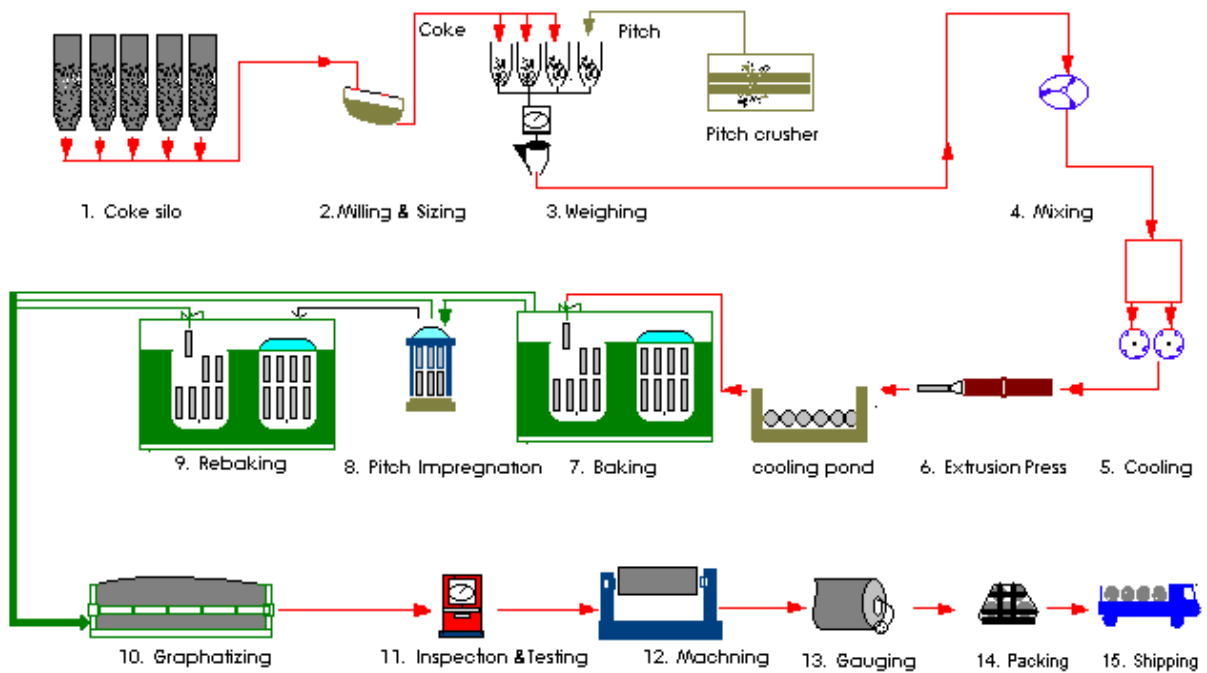 Coke
Pitch
Pitch crusher
1. Coke silo
2.Milling & Sizing
3.Weighing
4. Mixing
9. Rebaking
8. Pitch Impregnation
7. Baking
cooling pond
6. Extrusion Press
5. Cooling
10. Graphatizing
11. Inspection &Testing
12. Machning
13. Gauging
14. Packing
15. Shipping